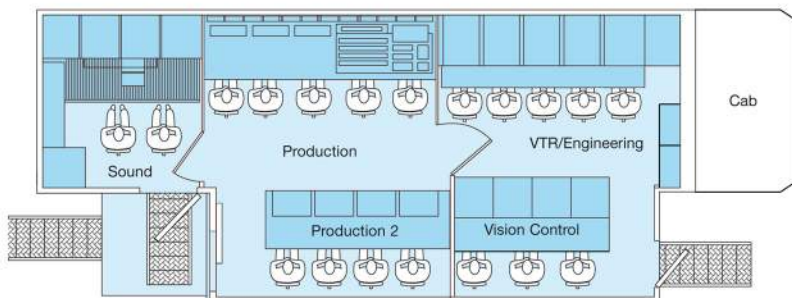 Cab
VTR/Engineering
Production
Sound
Production 2
Vision Control